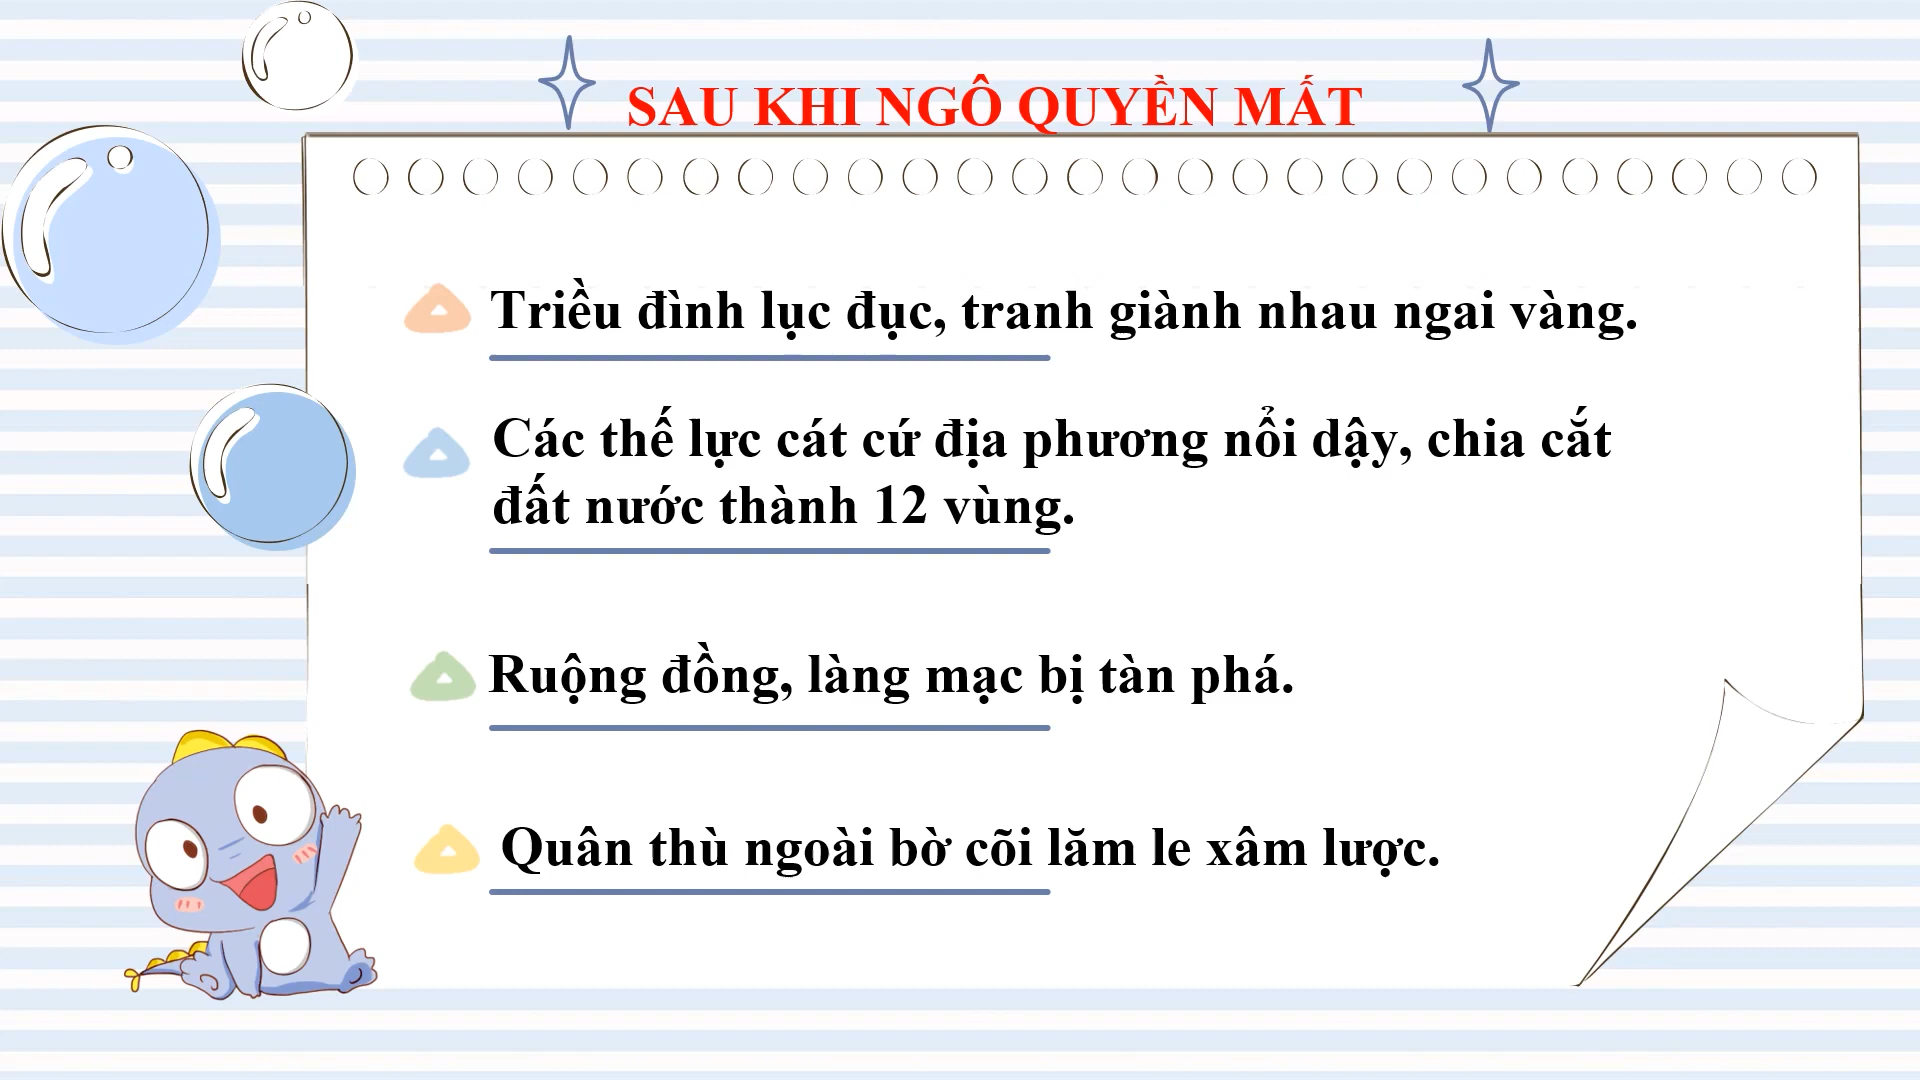 SAU KHI NGÔ QUYỀN MẤT
Triều đình lục đục, tranh giành nhau ngai vàng.
Các thế lực cát cứ địa phương nổi dậy, chia cắt
đất nước thành 12 vùng.
Ruộng đồng, làng mạc bị tàn phá.
Quân thù ngoài bờ cõi lăm le xâm lược.